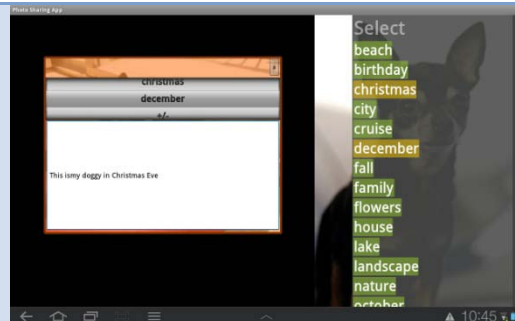 Photo Sharing App
christmas
december
+/-
This ismy doggy in Christmas Eve
Select
beach
birthday
christmas
city
cruise
december
fall
family
flowers
house
lake
landscape
nature
october
10:45